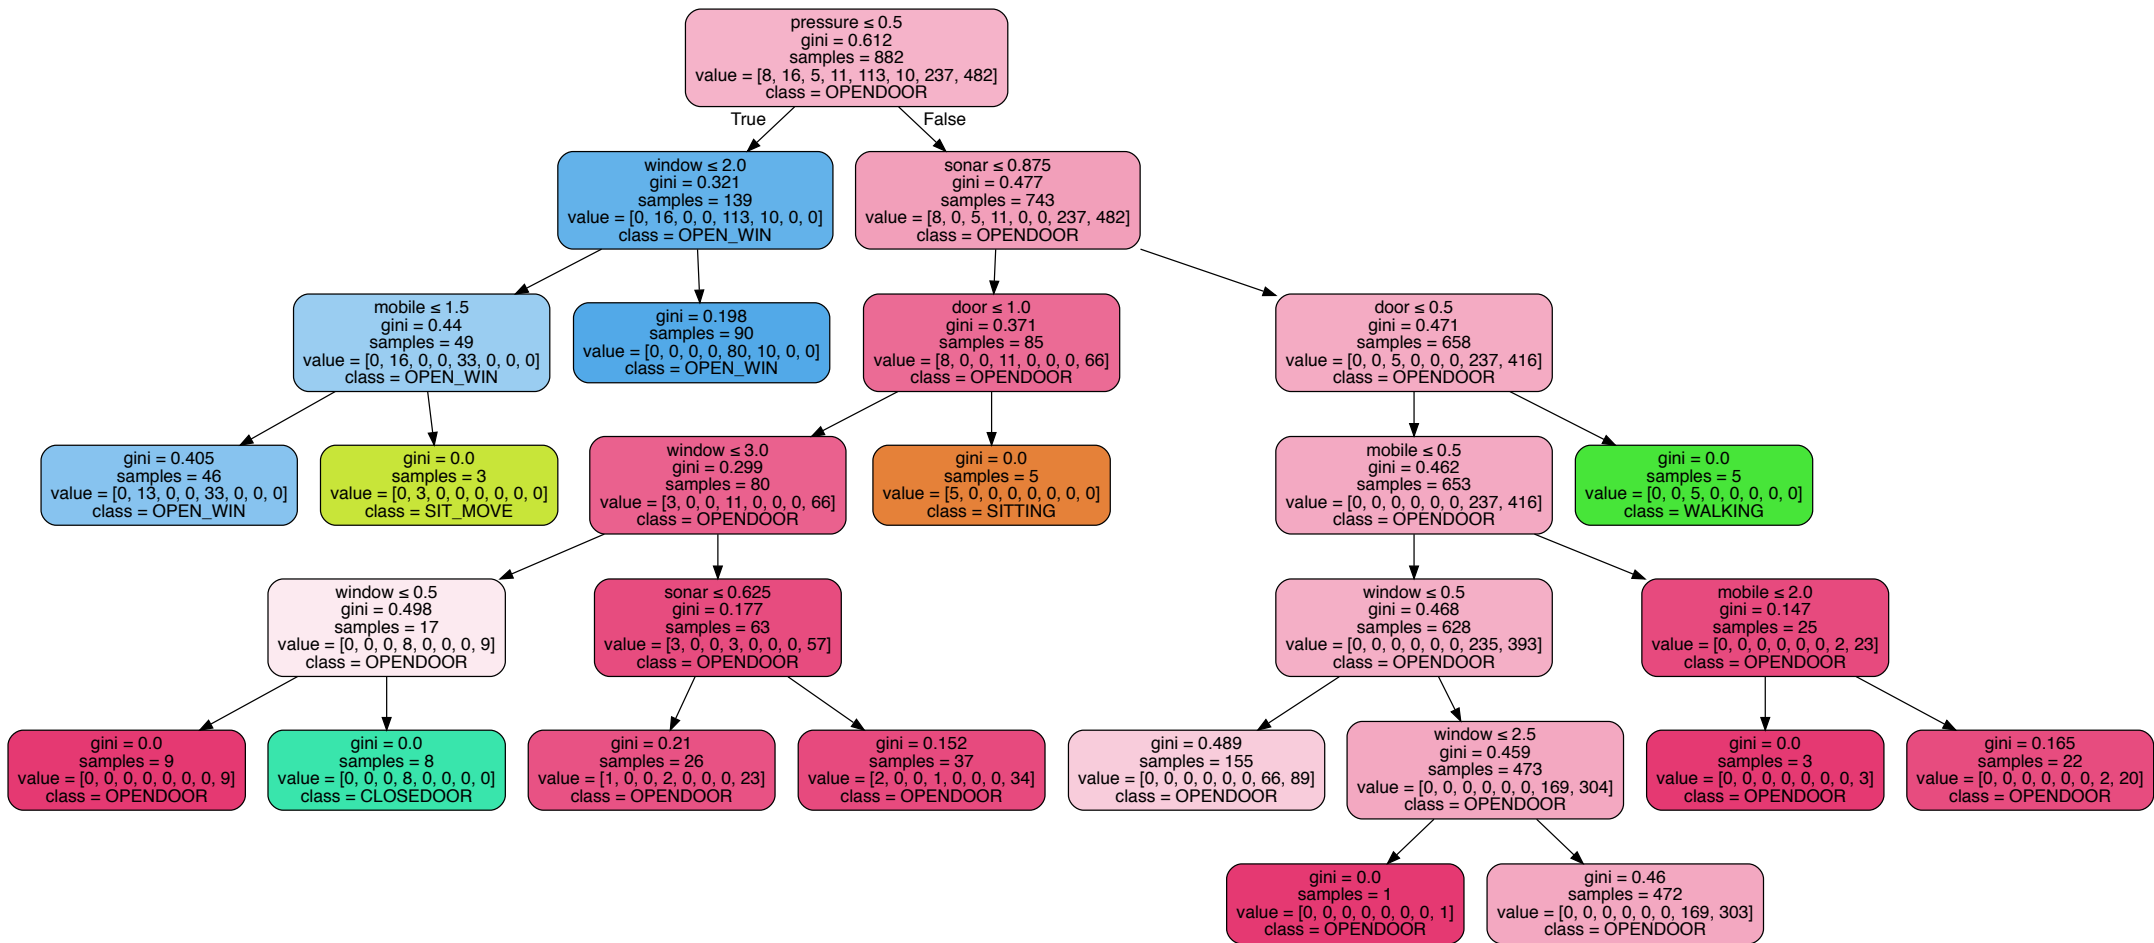 pressure ≤ 0.5
gini = 0.612
samples = 882
value = [8, 16, 5, 11, 113, 10, 237, 482]
class = OPENDOOR
True
False
window ≤ 2.0
gini = 0.321
samples = 139
value = [0, 16, 0, 0, 113, 10, 0, 0]
class = OPEN_WIN
sonar ≤ 0.875
gini = 0.477
samples = 743
value = [8, 0, 5, 11, 0, 0, 237, 482]
class = OPENDOOR
mobile ≤ 1.5
gini = 0.44
samples = 49
value = [0, 16, 0, 0, 33, 0, 0, 0]
class = OPEN_WIN
gini = 0.198
samples = 90
value = [0, 0, 0, 0, 80, 10, 0, 0]
class = OPEN_WIN
door ≤ 1.0
gini = 0.371
samples = 85
value = [8, 0, 0, 11, 0, 0, 0, 66]
class = OPENDOOR
door ≤ 0.5
gini = 0.471
samples = 658
value = [0, 0, 5, 0, 0, 0, 237, 416]
class = OPENDOOR
gini = 0.405
samples = 46
value = [0, 13, 0, 0, 33, 0, 0, 0]
class = OPEN_WIN
gini = 0.0
samples = 3
value = [0, 3, 0, 0, 0, 0, 0, 0]
class = SIT_MOVE
window ≤ 3.0
gini = 0.299
samples = 80
value = [3, 0, 0, 11, 0, 0, 0, 66]
class = OPENDOOR
gini = 0.0
samples = 5
value = [5, 0, 0, 0, 0, 0, 0, 0]
class = SITTING
mobile ≤ 0.5
gini = 0.462
samples = 653
value = [0, 0, 0, 0, 0, 0, 237, 416]
class = OPENDOOR
gini = 0.0
samples = 5
value = [0, 0, 5, 0, 0, 0, 0, 0]
class = WALKING
window ≤ 0.5
gini = 0.498
samples = 17
value = [0, 0, 0, 8, 0, 0, 0, 9]
class = OPENDOOR
sonar ≤ 0.625
gini = 0.177
samples = 63
value = [3, 0, 0, 3, 0, 0, 0, 57]
class = OPENDOOR
window ≤ 0.5
gini = 0.468
samples = 628
value = [0, 0, 0, 0, 0, 0, 235, 393]
class = OPENDOOR
mobile ≤ 2.0
gini = 0.147
samples = 25
value = [0, 0, 0, 0, 0, 0, 2, 23]
class = OPENDOOR
gini = 0.0
samples = 9
value = [0, 0, 0, 0, 0, 0, 0, 9]
class = OPENDOOR
gini = 0.0
samples = 8
value = [0, 0, 0, 8, 0, 0, 0, 0]
class = CLOSEDOOR
gini = 0.21
samples = 26
value = [1, 0, 0, 2, 0, 0, 0, 23]
class = OPENDOOR
gini = 0.152
samples = 37
value = [2, 0, 0, 1, 0, 0, 0, 34]
class = OPENDOOR
gini = 0.489
samples = 155
value = [0, 0, 0, 0, 0, 0, 66, 89]
class = OPENDOOR
window ≤ 2.5
gini = 0.459
samples = 473
value = [0, 0, 0, 0, 0, 0, 169, 304]
class = OPENDOOR
gini = 0.0
samples = 3
value = [0, 0, 0, 0, 0, 0, 0, 3]
class = OPENDOOR
gini = 0.165
samples = 22
value = [0, 0, 0, 0, 0, 0, 2, 20]
class = OPENDOOR
gini = 0.0
samples = 1
value = [0, 0, 0, 0, 0, 0, 0, 1]
class = OPENDOOR
gini = 0.46
samples = 472
value = [0, 0, 0, 0, 0, 0, 169, 303]
class = OPENDOOR